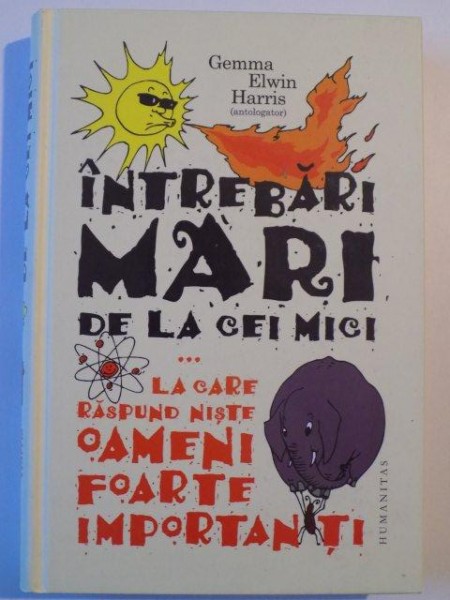 Gemma
Elwin
Harris
(antologator)
ÎNTREBĂRI
MARI
DE LA CEI MICI
...
LA CARE
RĂSPUND NIȘTE
OAMENI
FOARTE
IMPORTANȚI
HUMANITAS